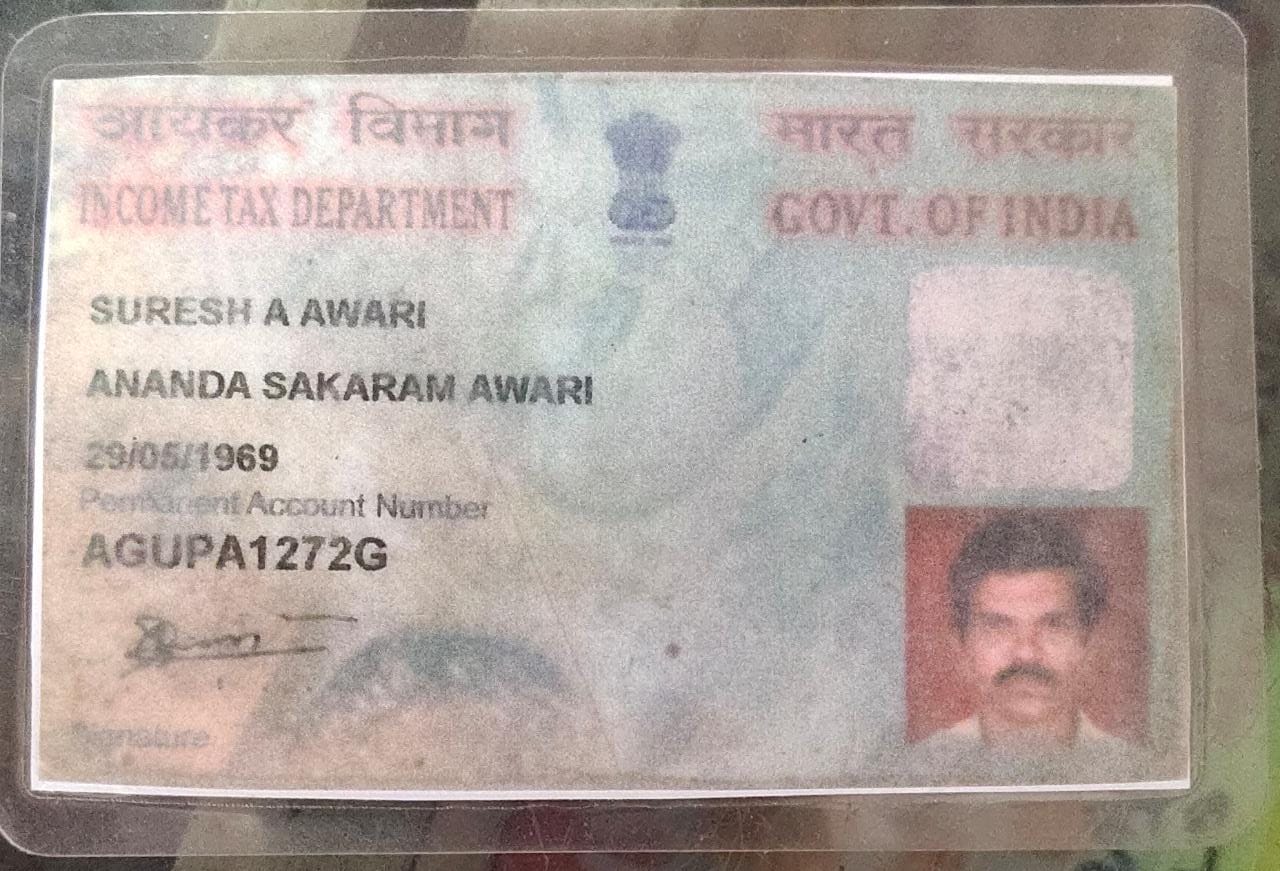 आयकर विभाग
भारत सरकार
INCOME TAX DEPARTMENT
GOVT. OF INDIA
SURESH A AWARI
ANANDA SAKARAM AWARI
29/05/1969
Permanent Account Number
AGUPA1272G
Signature